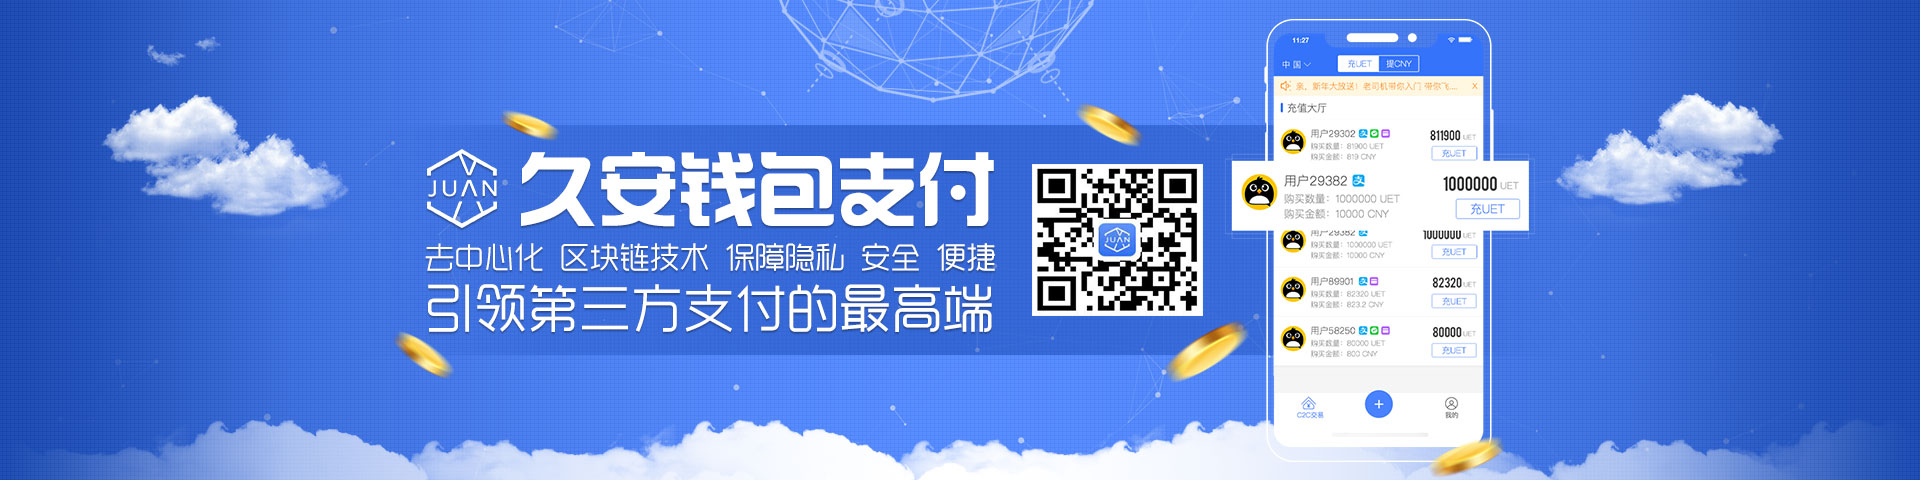 JUAN
久安钱包支付
去中心化 区块链技术 保障隐私 安全 便捷
引领第三方支付的最高端
JUAN
11:27
中国
充UET 提CNY
亲，新年大放送！老司机带你入门 带你飞... X
充值大厅
用户29302 811900 UET
购买数量：81900 UET
购买金额：819 CNY
充UET
用户29382 支 1000000 UET
购买数量：1000000 UET
购买金额：10000 CNY
充UET
用户29382 1000000 UET
购买数量：1000000 UET
购买金额：10000 CNY
充UET
用户89901 82320 UET
购买数量：82320 UET
购买金额：823.2 CNY
充UET
用户58250 80000 UET
购买数量：80000 UET
购买金额：800 CNY
充UET
C2C交易 + 我的